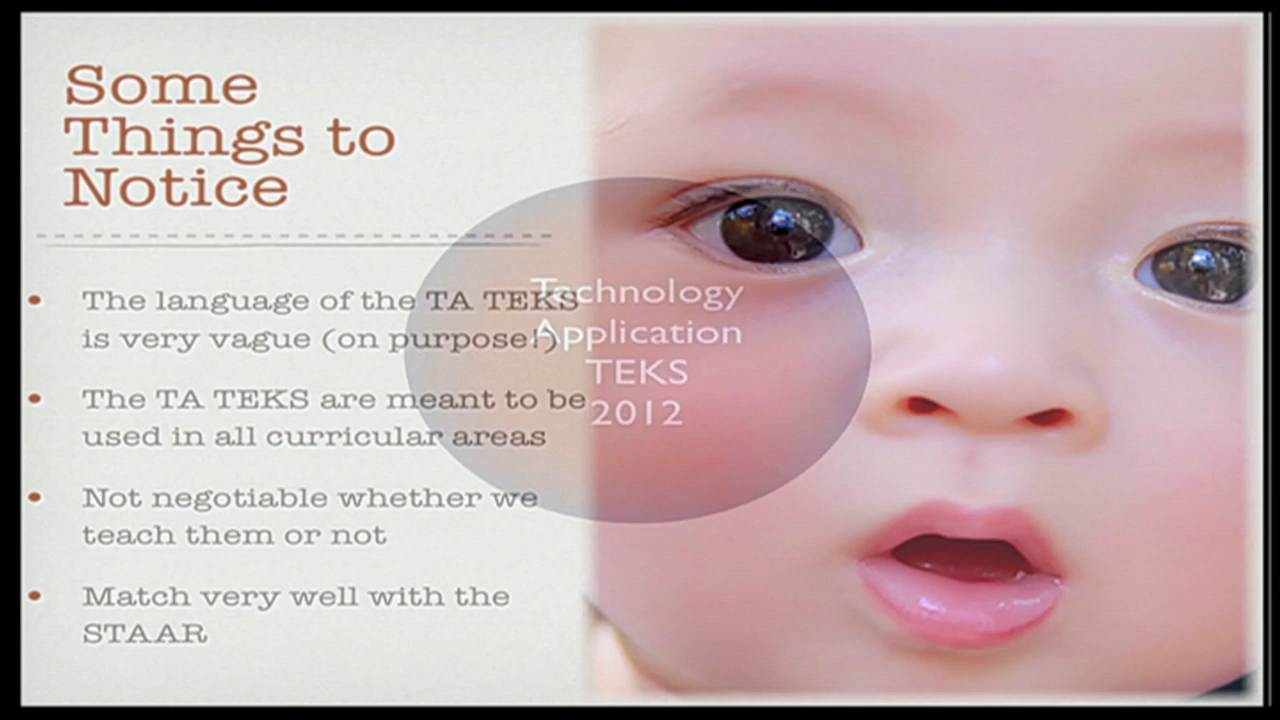 Some
Things to
Notice
The language of the TA TEKS
is very vague (on purpose!)
The TA TEKS are meant to be
used in all curricular areas
Not negotiable whether we
teach them or not
Match very well with the
STAAR
Technology
Application
TEKS
2012